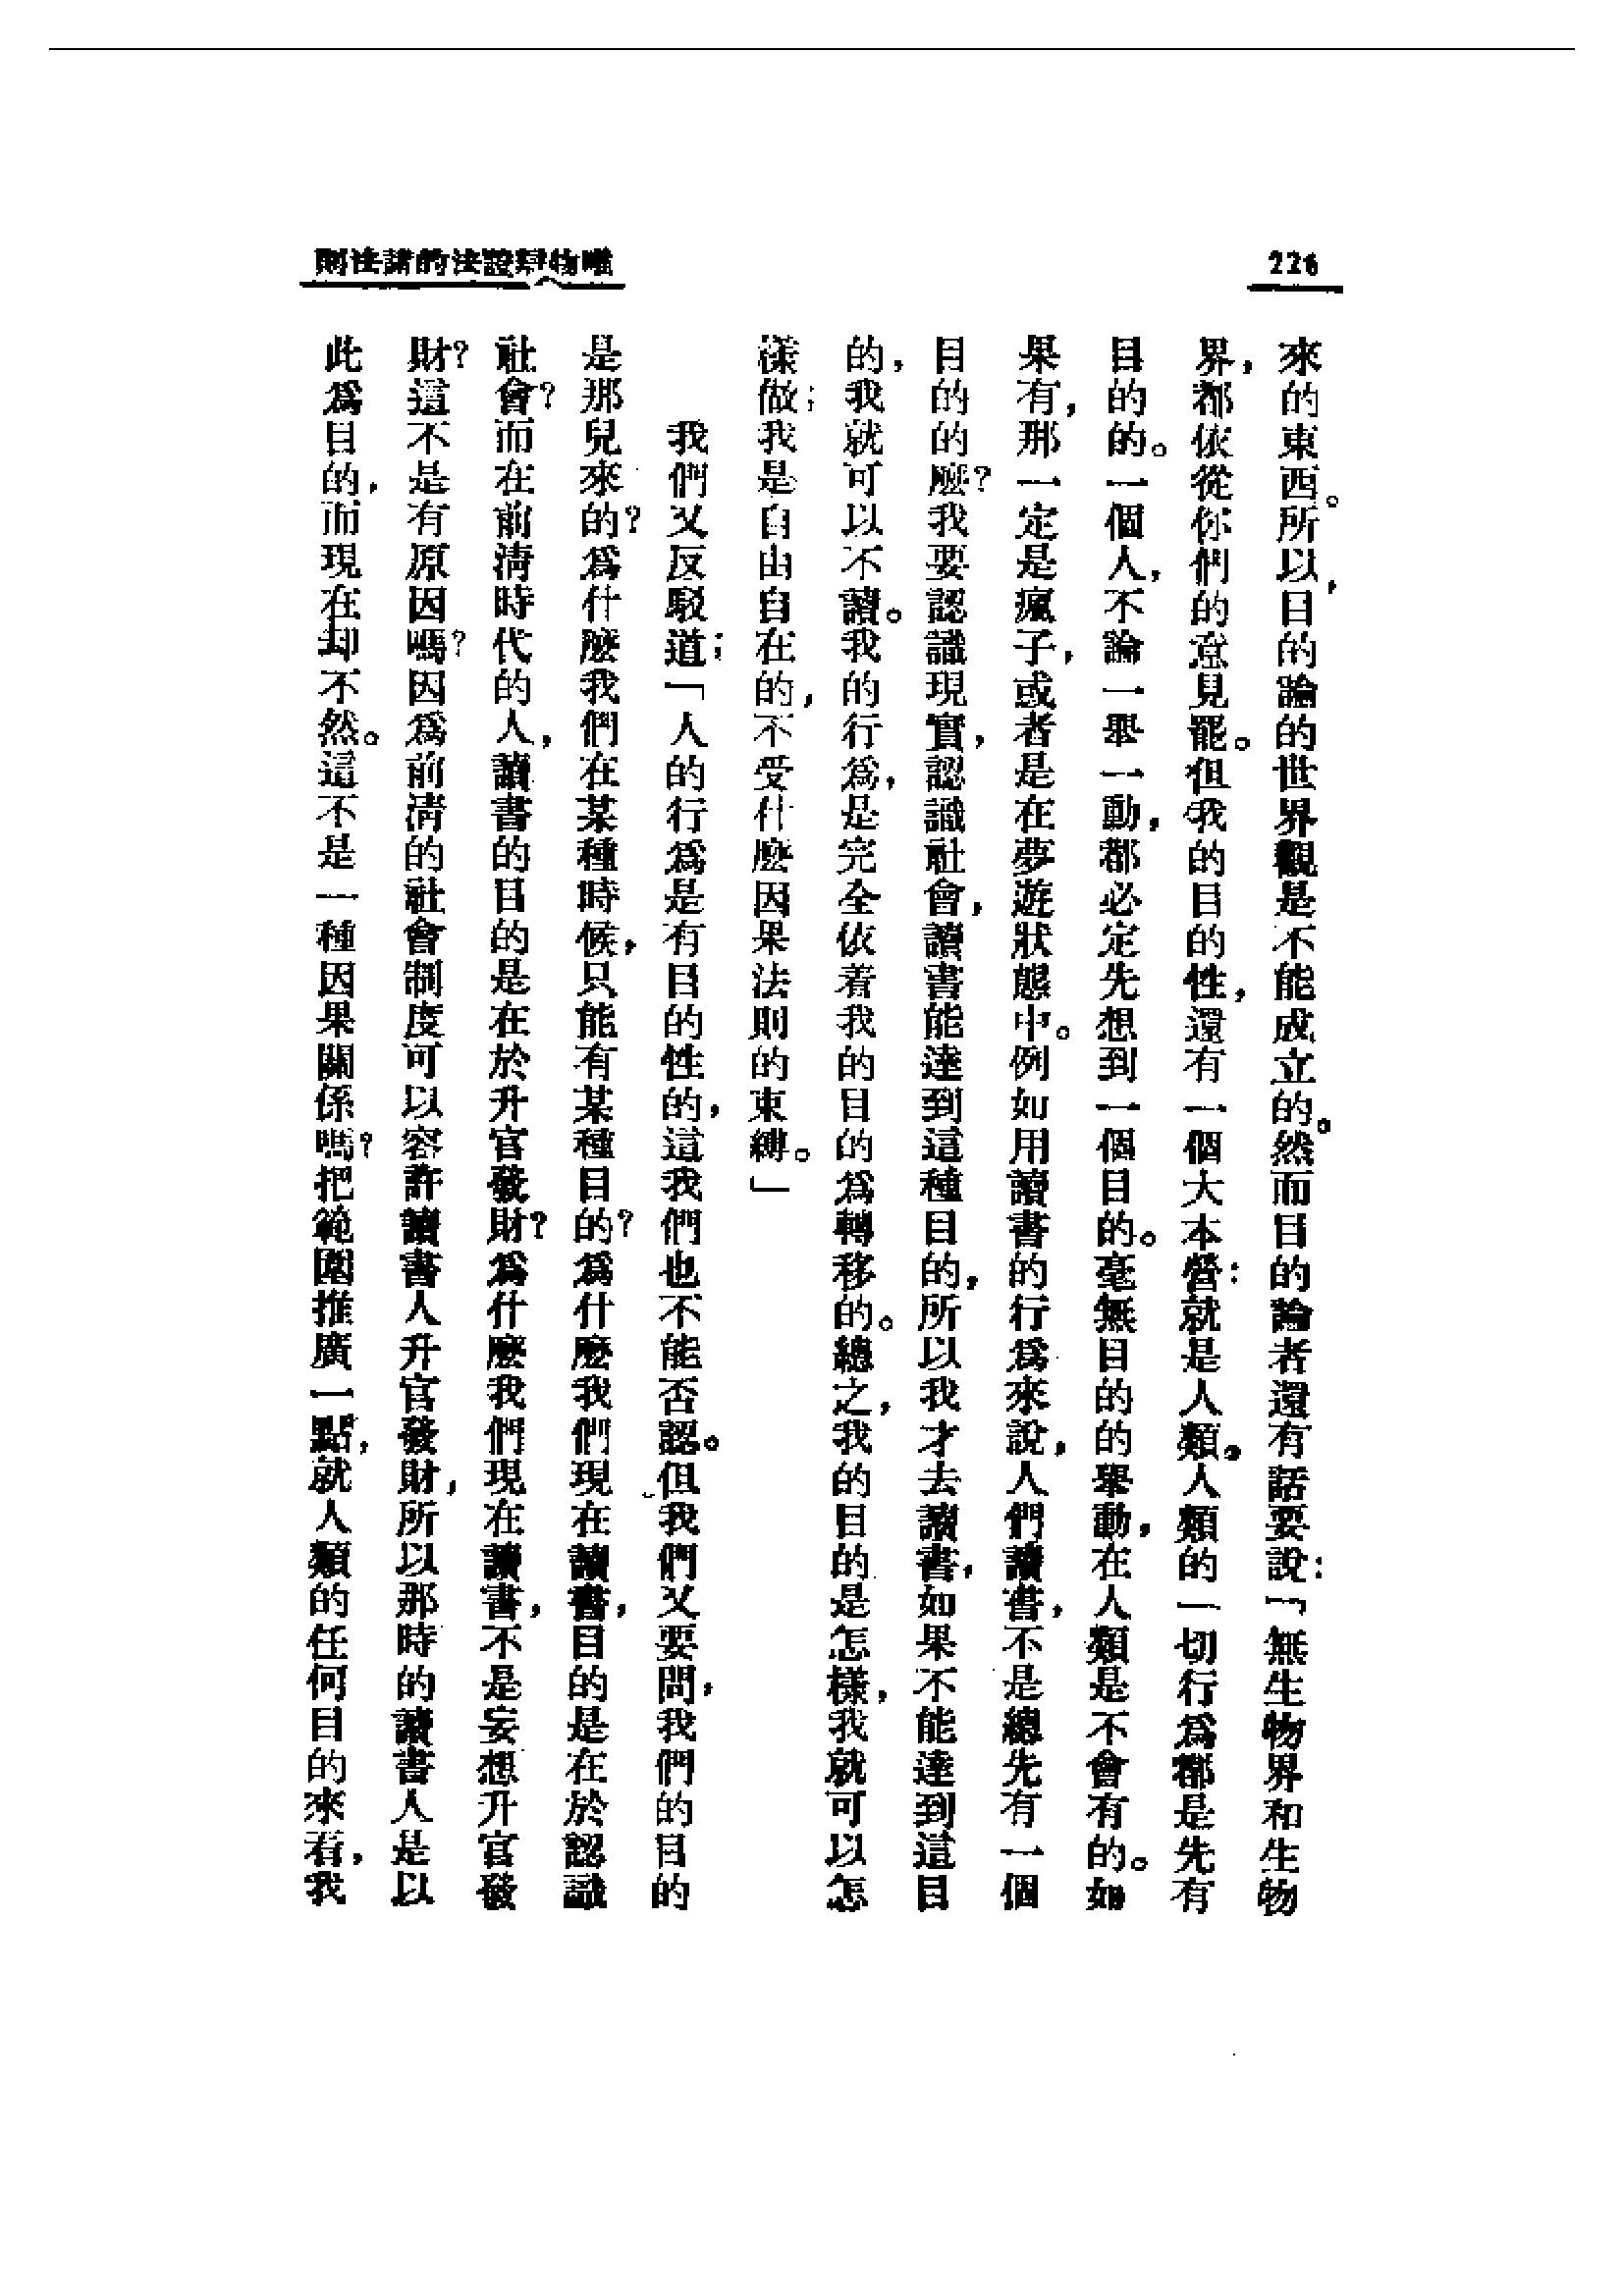 226
唯物辯證法的諸法則
來的東西。所以,目的論的世界觀是不能成立的。然而目的論者還有話要說:「無生物界和生物
界,都依從你們的意見罷。但我的目的性,還有一個大本營:就是人類。人類的一切行為都是先有
目的的。一個人,不論一舉一動,都必定先想到一個目的。毫無目的的舉動,在人類是不會有的。如
果有,那一定是瘋子,或者是在夢遊狀態中。例如用讀書的行為來說,人們讀書,不是總先有一個
目的的麼?我要認識現實,認識社會,讀書能達到這種目的,所以我才去讀書,如果不能達到這目
的,我就可以不讀。我的行為,是完全依着我的目的為轉移的。總之,我的目的是怎樣,我就可以怎
樣做;我是自由自在的,不受什麼因果法則的束縛。」
我們又反駁道;「人的行為是有目的性的,這我們也不能否認。但我們又要問,我們的目的
是那兒來的?為什麼我們在某種時候,只能有某種目的?為什麼我們現在讀書,目的是在於認識
社會?而在前淸時代的人,讀書的目的是在於升官發財?為什麼我們現在讀書,不是妄想升官發
財?這不是有原因嗎?因為前淸的社會制度可以容許讀書人升官發財,所以那時的讀書人是以
此為目的,而現在却不然。這不是一種因果關係嗎?把範圍推廣一點,就人類的任何目的來看,我